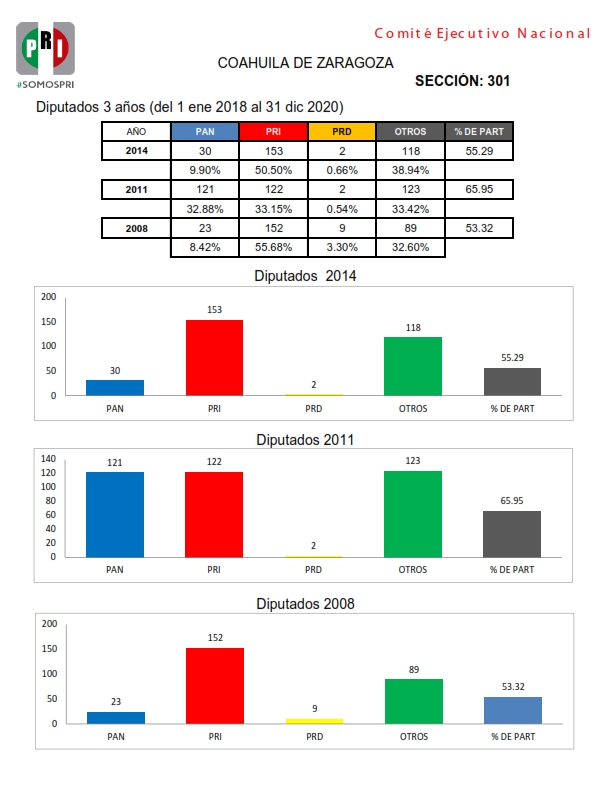 Comité Ejecutivo Nacional
PRI
#SOMOSPRI
COAHUILA DE ZARAGOZA
SECCIÓN: 301
Diputados 3 años (del 1 ene 2018 al 31 dic 2020)
AÑO PAN PRI PRD OTROS % DE PART
2014 30 153 2 118 55.29
9.90% 50.50% 0.66% 38.94%
2011 121 122 2 123 65.95
32.88% 33.15% 0.54% 33.42%
2008 23 152 9 89 53.32
8.42% 55.68% 3.30% 32.60%
Diputados 2014
200
150
100
50
0
30
153
2
118
55.29
PAN PRI PRD OTROS % DE PART
Diputados 2011
140
120
100
80
60
40
20
0
121
122
2
123
65.95
PAN PRI PRD OTROS % DE PART
Diputados 2008
200
150
100
50
0
23
152
9
89
53.32
PAN PRI PRD OTROS % DE PART